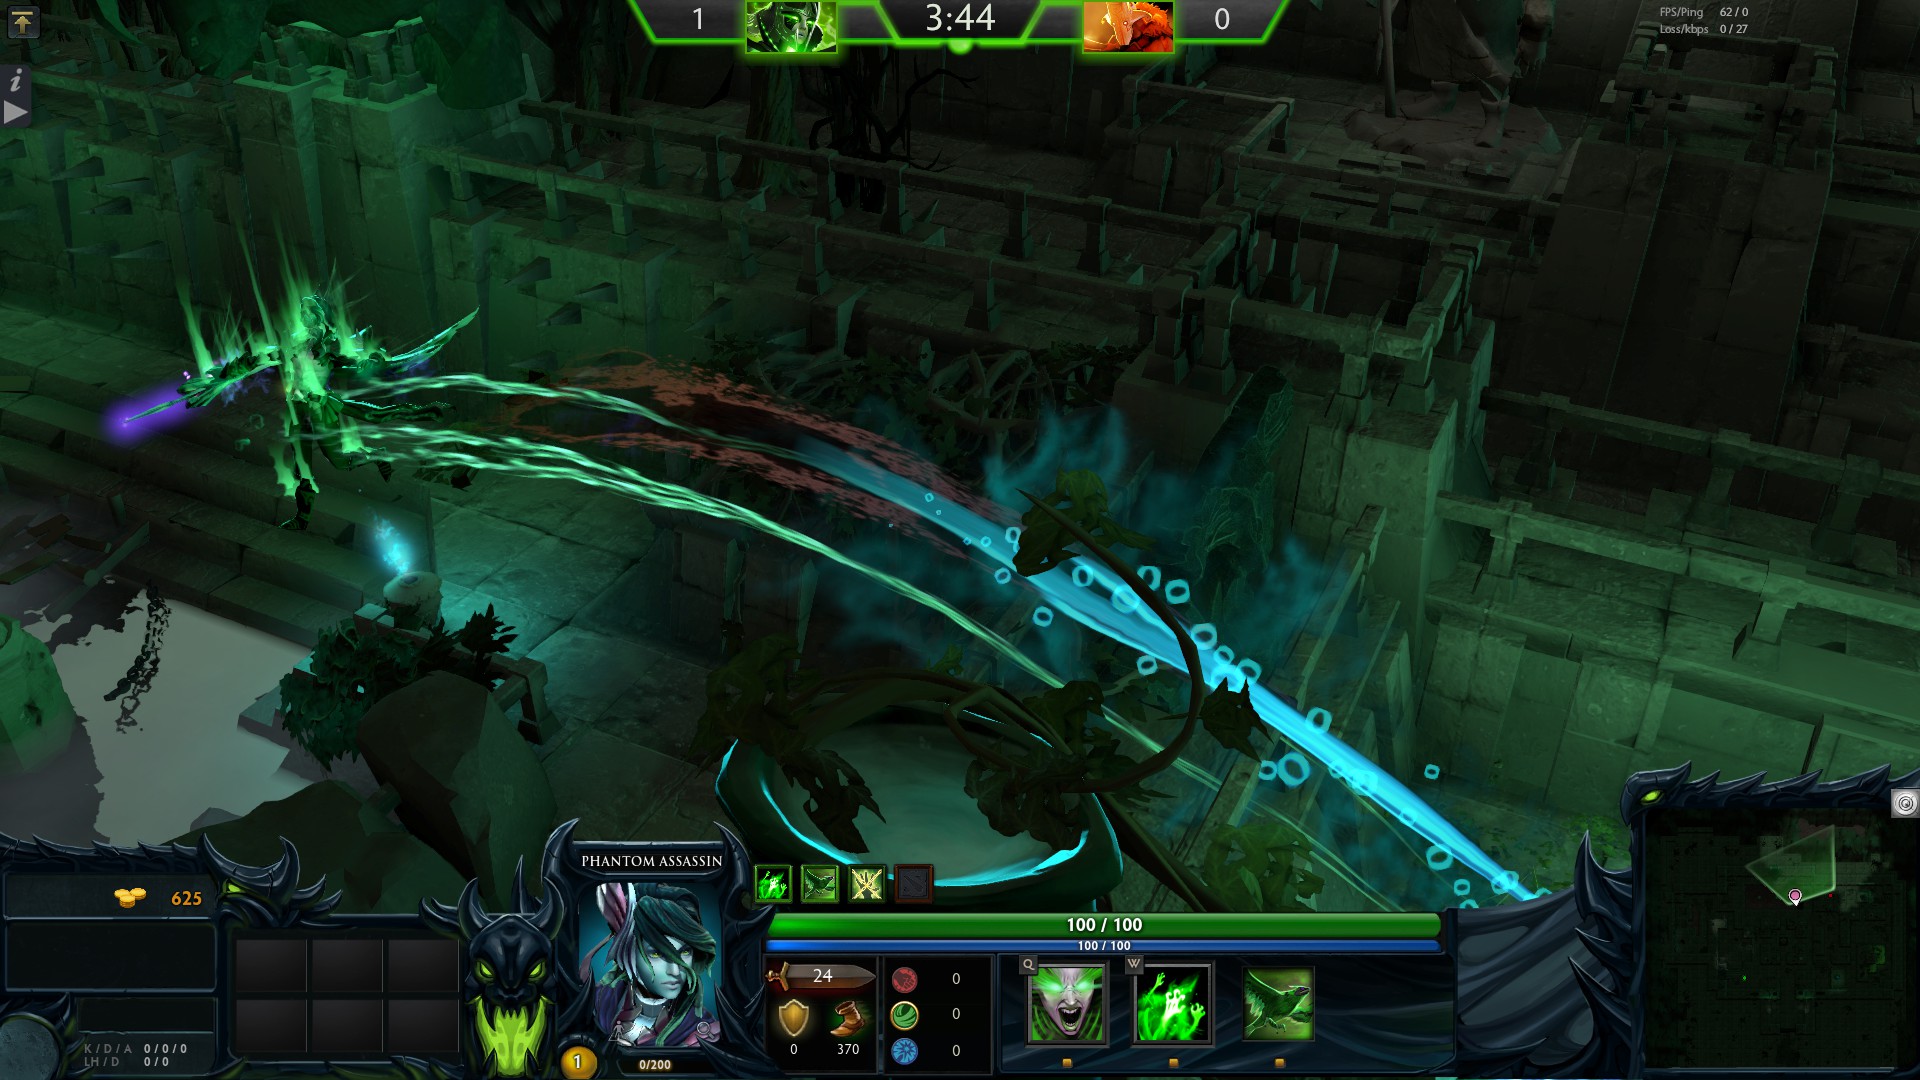 1
3:44
0
FPS/Ping 62 / 0
Loss/kbps 0 / 27
i
625
PHANTOM ASSASSIN
100 / 100
100 / 100
Q
W
24
0
0
0
0
370
K / D / A 0 / 0 / 0
LH / D 0 / 0
1
0/200